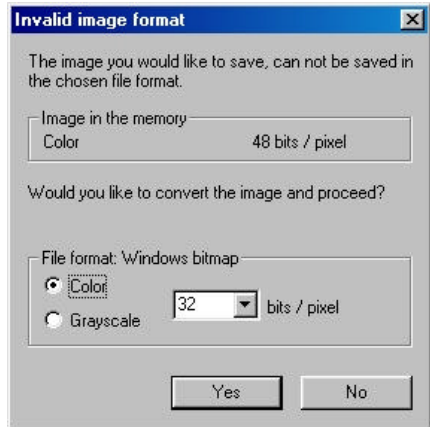 Invalid image format
The image you would like to save, can not be saved in
the chosen file format.
Image in the memory
Color 48 bits / pixel
Would you like to convert the image and proceed?
File format: Windows bitmap
Color
32 bits / pixel
Grayscale
Yes No